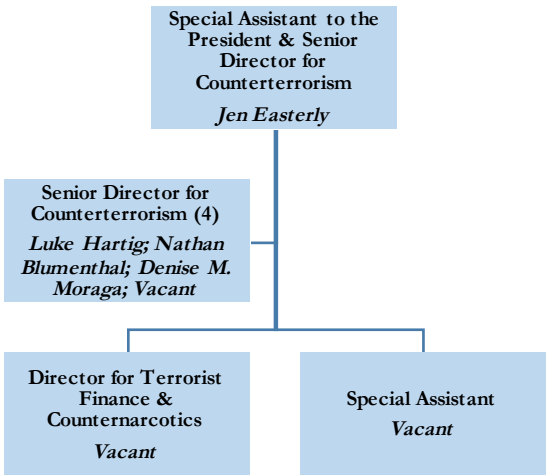 Special Assistant to the
President & Senior
Director for
Counterterrorism
Jen Easterly
Senior Director for
Counterterrorism (4)
Luke Hartig; Nathan
Blumenthal; Denise M.
Moraga; Vacant
Director for Terrorist
Finance &
Counternarcotics
Vacant
Special Assistant
Vacant